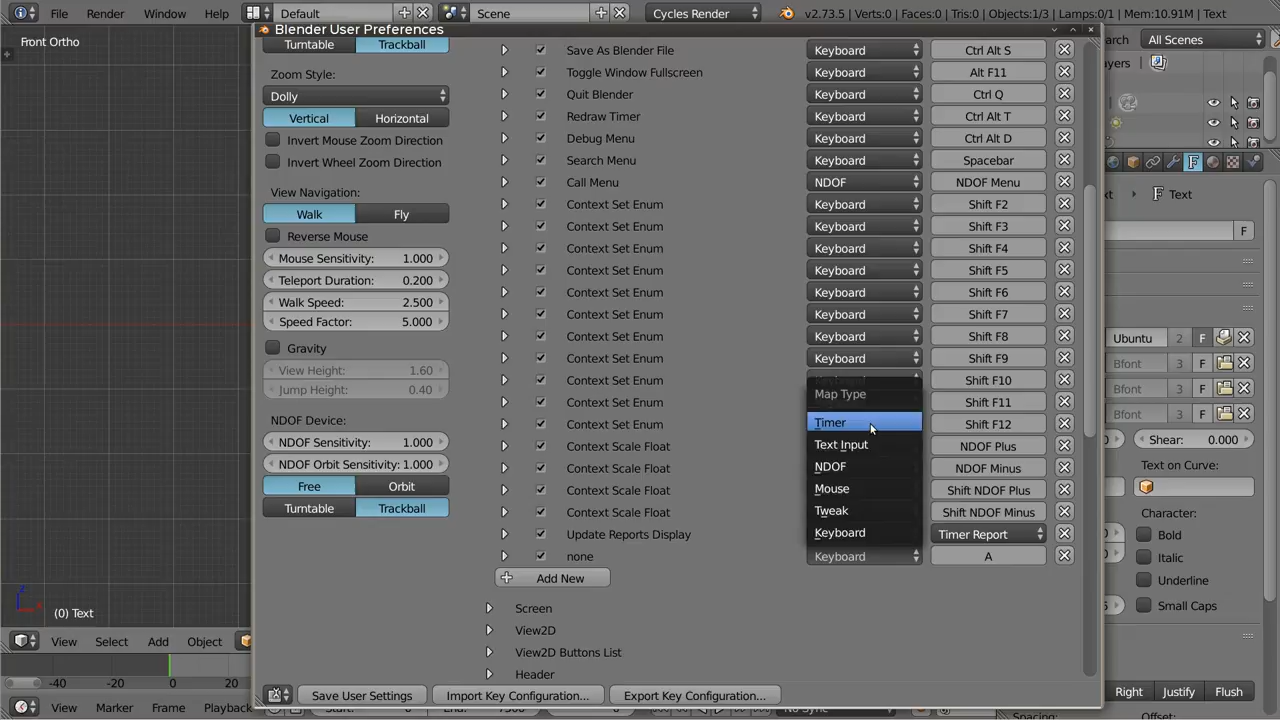 File Render Window Help Default Scene Cycles Render v2.73.5 | Verts:0 | Faces:0 | Objects:1/3 | Lamps:0/1 | Mem:10.91M | Text
Front Ortho
Blender User Preferences
All Scenes
Turntable Trackball
Save As Blender File Keyboard Ctrl Alt S
Zoom Style:
Toggle Window Fullscreen Keyboard Alt F11
Dolly
Quit Blender Keyboard Ctrl Q
Vertical Horizontal
Redraw Timer Keyboard Ctrl Alt T
Invert Mouse Zoom Direction
Debug Menu Keyboard Ctrl Alt D
Invert Wheel Zoom Direction
Search Menu Keyboard Spacebar
View Navigation:
Call Menu NDOF NDOF Menu
F Text
Walk Fly
Context Set Enum Keyboard Shift F2
Reverse Mouse
Context Set Enum Keyboard Shift F3
F
Mouse Sensitivity: 1.000
Context Set Enum Keyboard Shift F4
Teleport Duration: 0.200
Context Set Enum Keyboard Shift F5
Walk Speed: 2.500
Context Set Enum Keyboard Shift F6
Speed Factor: 5.000
Context Set Enum Keyboard Shift F7
Gravity
Context Set Enum Keyboard Shift F8
Ubuntu 2 F
View Height: 1.60
Context Set Enum Keyboard Shift F9
Bfont 3 F
Jump Height: 0.40
Context Set Enum Shift F10
Bfont 3 F
Map Type
Context Set Enum Shift F11
NDOF Device:
Timer
Context Set Enum Shift F12
Bfont 3 F
NDOF Sensitivity: 1.000
Text Input
Context Scale Float NDOF Plus
Shear: 0.000
NDOF Orbit Sensitivity: 1.000
NDOF
Context Scale Float NDOF Minus
Text on Curve:
Free Orbit
Mouse
Context Scale Float Shift NDOF Plus
Turntable Trackball
Tweak
Context Scale Float Shift NDOF Minus
Character:
Keyboard
Update Reports Display Timer Report
Bold
none Keyboard A
Italic
Add New
Underline
Screen
Small Caps
(0) Text
View2D
View Select Add Object
View2D Buttons List
Header
-40 -20 0 20
Save User Settings Import Key Configuration... Export Key Configuration...
Right Justify Flush
View Marker Frame Playback